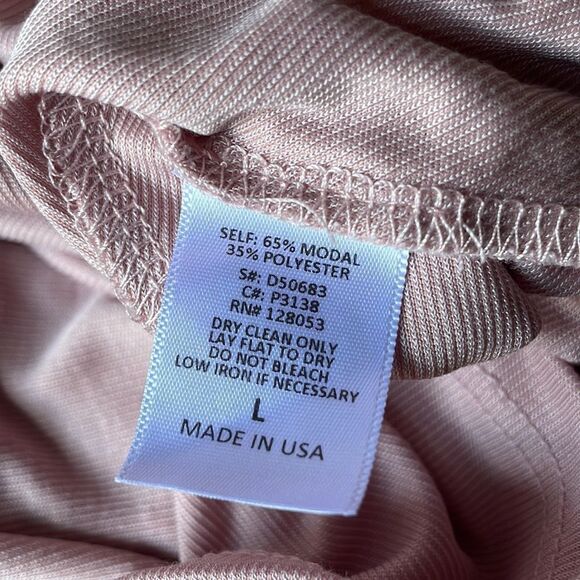 SELF: 65% MODAL
35% POLYESTER
S#: D50683
C#: P3138
RN# 128053
DRY CLEAN ONLY
LAY FLAT TO DRY
DO NOT BLEACH
LOW IRON IF NECESSARY
L
MADE IN USA